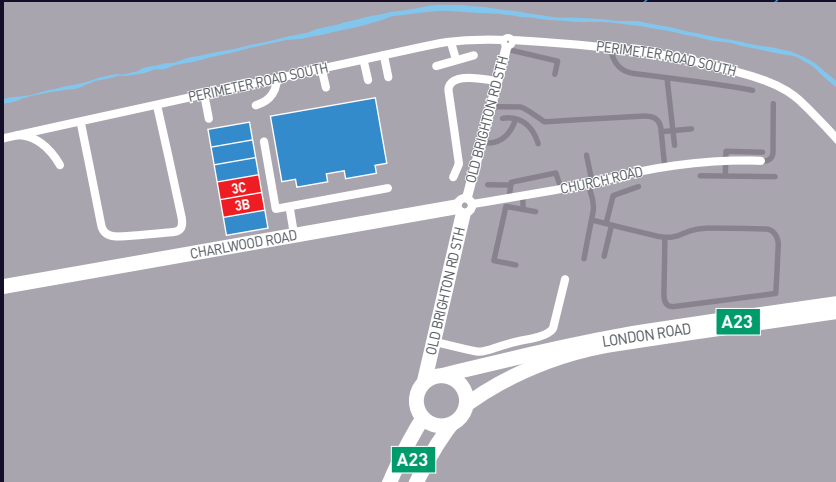 PERIMETER ROAD SOUTH
PERIMETER ROAD SOUTH
OLD BRIGHTON RD STH
3C
3B
CHURCH ROAD
CHARLWOOD ROAD
OLD BRIGHTON RD STH
A23
LONDON ROAD
A23